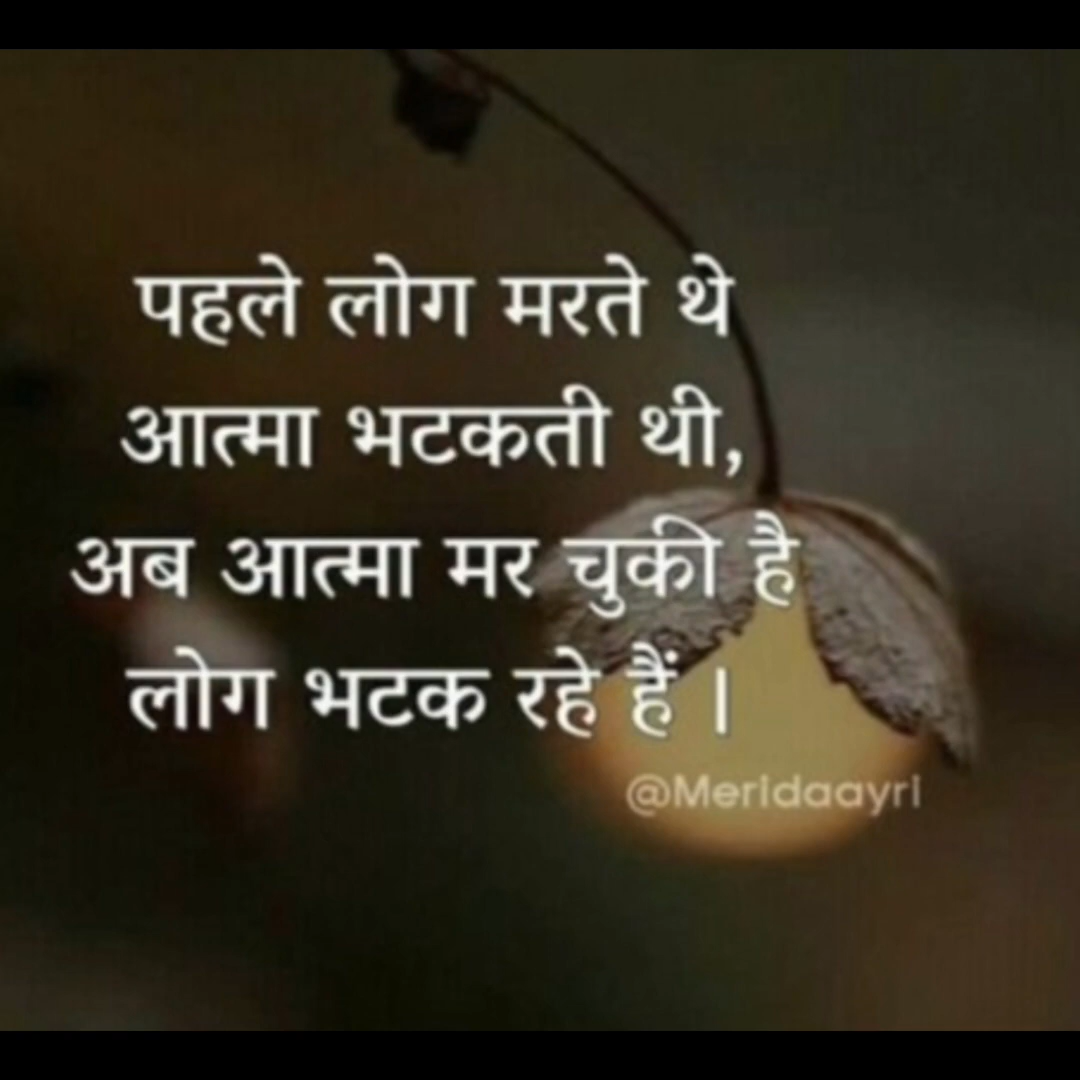 पहले लोग मरते थे
आत्मा भटकती थी,
अब आत्मा मर चुकी है
लोग भटक रहे हैं ।
@Meridaayri